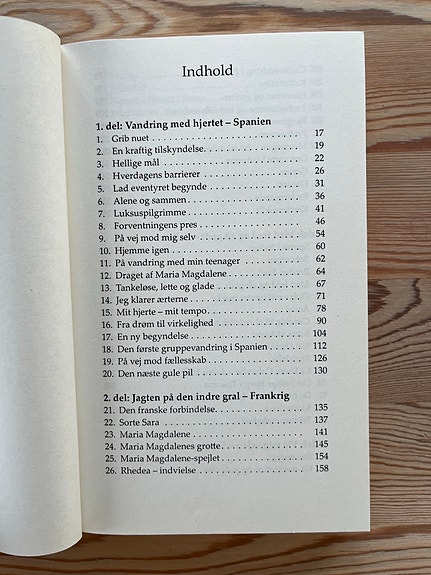 Indhold
1. del: Vandring med hjertet – Spanien
1. Grib nuet 17
2. En kraftig tilskyndelse. 19
3. Hellige mål 22
4. Hverdagens barrierer 26
5. Lad eventyret begynde 31
6. Alene og sammen 36
7. Luksuspilgrimme 41
8. Forventningens pres 46
9. På vej mod mig selv 54
10. Hjemme igen 60
11. På vandring med min teenager 62
12. Draget af Maria Magdalene 64
13. Tankeløse, lette og glade 67
14. Jeg klarer ærterne 71
15. Mit hjerte – mit tempo 78
16. Fra drøm til virkelighed 90
17. En ny begyndelse 104
18. Den første gruppevandring i Spanien 112
19. På vej mod fællesskab 126
20. Den næste gule pil 130
2. del: Jagten på den indre gral – Frankrig
21. Den franske forbindelse. 135
22. Sorte Sara 137
23. Maria Magdalene 141
24. Maria Magdalenes grotte 145
25. Maria Magdalene-spejlet 154
26. Rhedea – indvielse 158